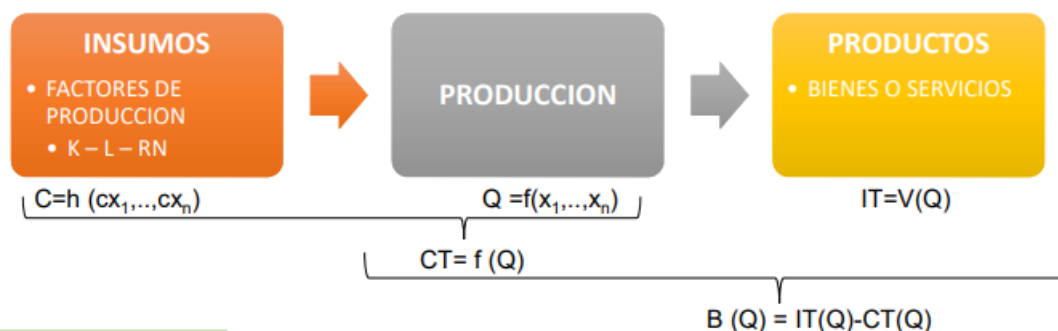 INSUMOS
• FACTORES DE
PRODUCCION
• K – L – RN
PRODUCCION
PRODUCTOS
• BIENES O SERVICIOS
C=h (cx₁,..,cxₙ)
Q =f(x₁,..,xₙ)
IT=V(Q)
CT= f (Q)
B (Q) = IT(Q)-CT(Q)